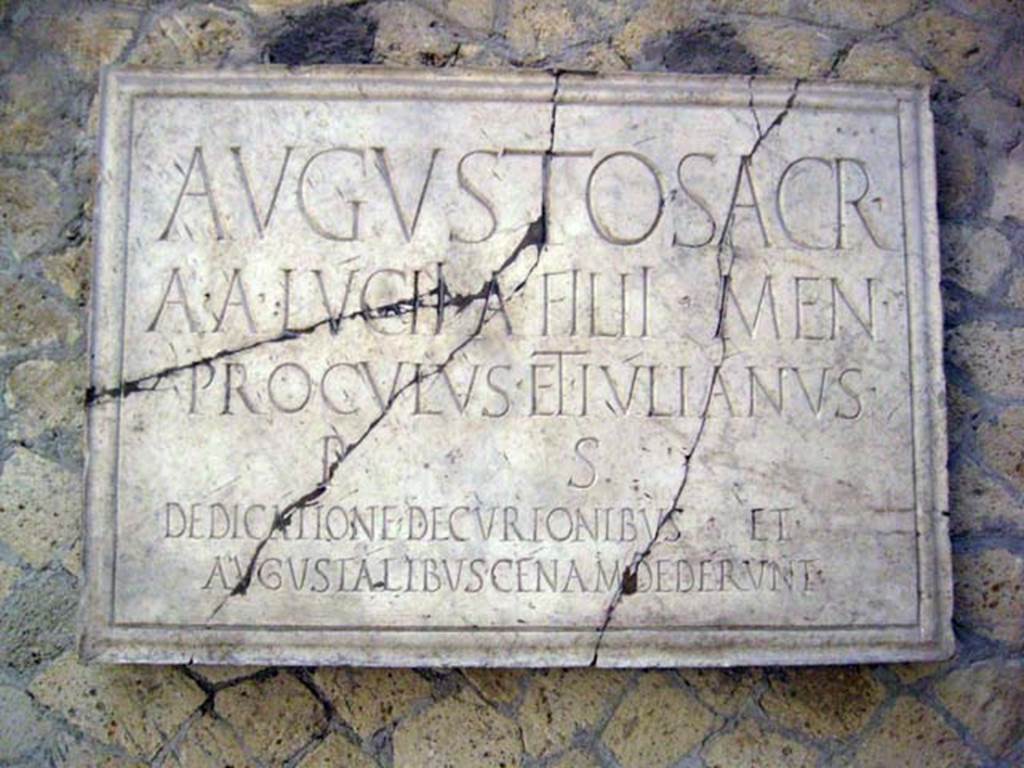 AVGVSTO SACR·
A·A·LVCII·A·FILII·MEN·
PROCVLVS·ET·IVLIANVS·
P S
DEDICATIONE·DECVRIONIBVS ET·
AVGVSTALIBVS CENAM DEDERVNT·